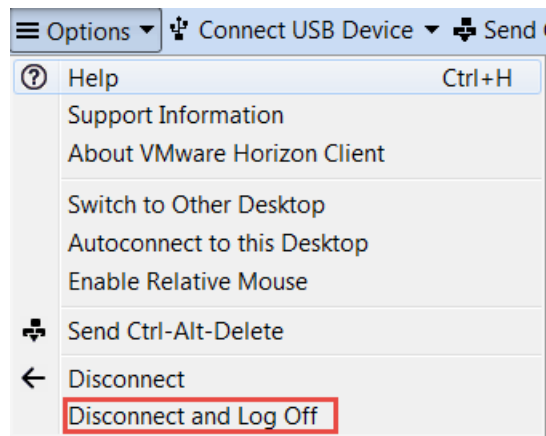 Options Connect USB Device Send
Help Ctrl+H
Support Information
About VMware Horizon Client
Switch to Other Desktop
Autoconnect to this Desktop
Enable Relative Mouse
Send Ctrl-Alt-Delete
Disconnect
Disconnect and Log Off